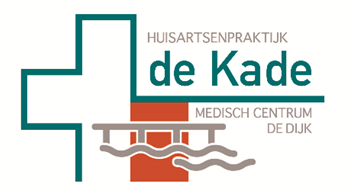 HUISARTSENPRAKTIJK
de Kade
MEDISCH CENTRUM
DE DIJK